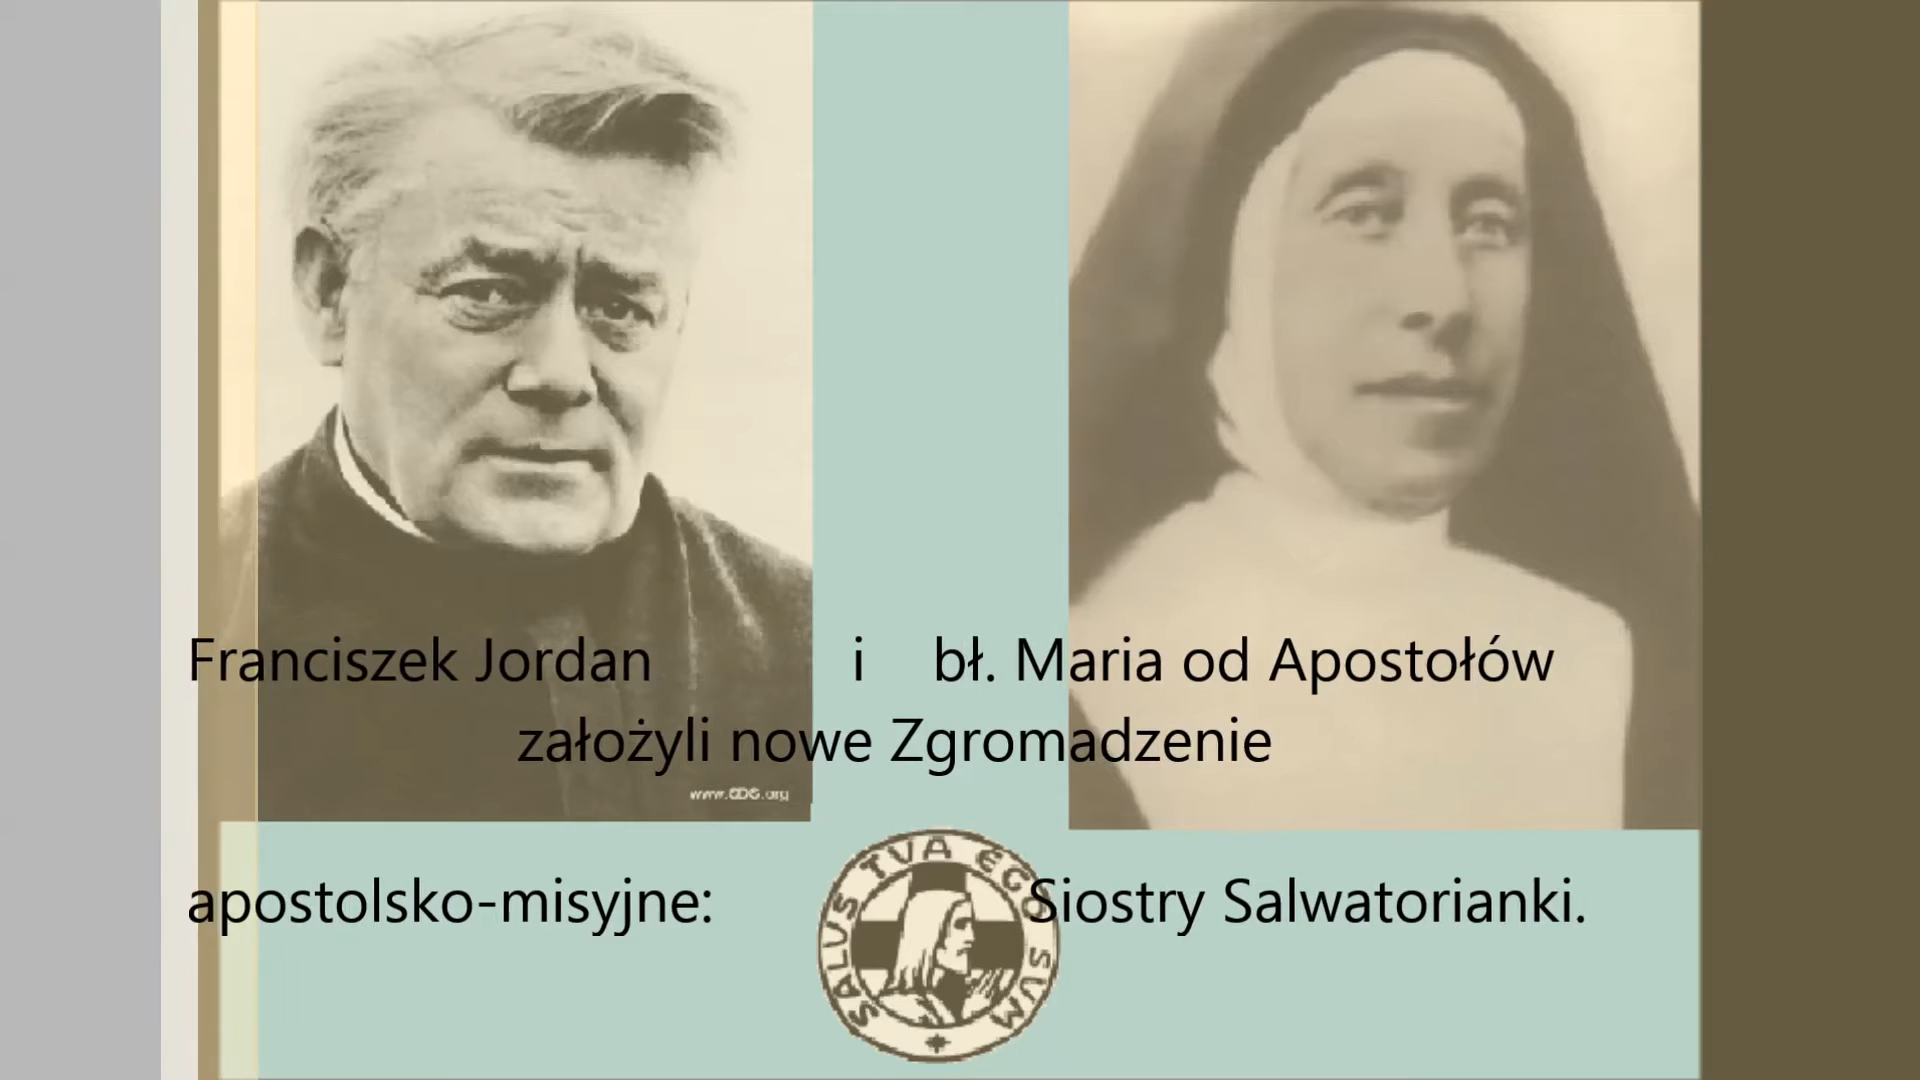 Franciszek Jordan i bł. Maria od Apostołów
założyli nowe Zgromadzenie
www.SDS.org
apostolsko-misyjne: Siostry Salwatorianki.
SALUS TVA EGO SUM